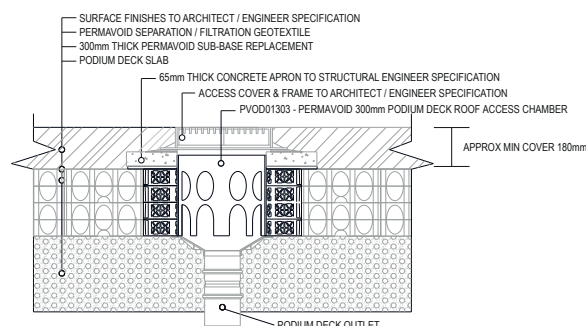 SURFACE FINISHES TO ARCHITECT / ENGINEER SPECIFICATION
PERMAVOID SEPARATION / FILTRATION GEOTEXTILE
300mm THICK PERMAVOID SUB-BASE REPLACEMENT
PODIUM DECK SLAB
65mm THICK CONCRETE APRON TO STRUCTURAL ENGINEER SPECIFICATION
ACCESS COVER & FRAME TO ARCHITECT / ENGINEER SPECIFICATION
PVOD01303 - PERMAVOID 300mm PODIUM DECK ROOF ACCESS CHAMBER
APPROX MIN COVER 180mm
PODIUM DECK OUTLET